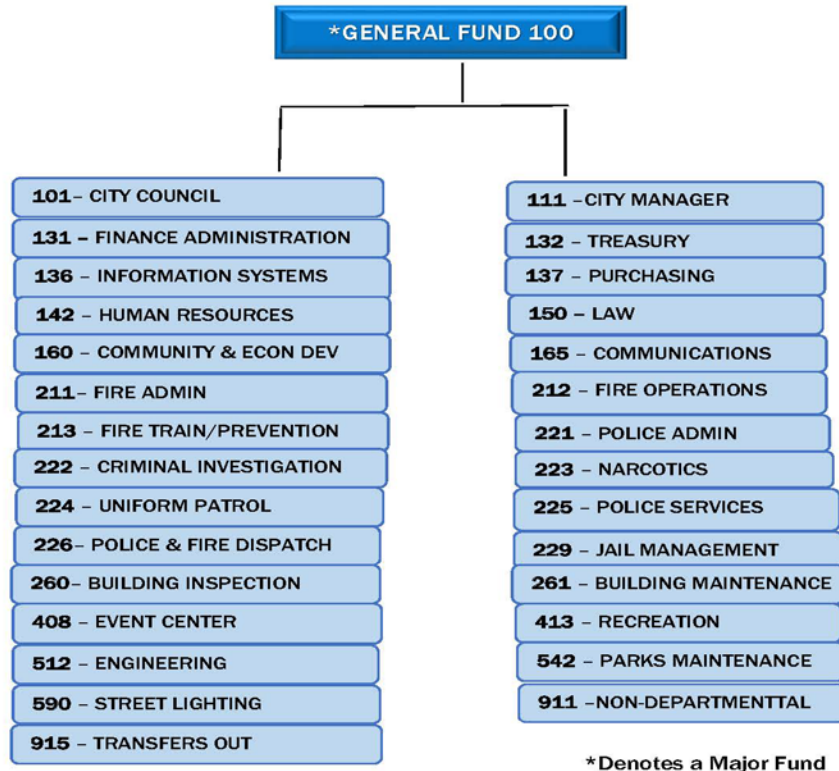 *GENERAL FUND 100
101– CITY COUNCIL
131 – FINANCE ADMINISTRATION
136 – INFORMATION SYSTEMS
142 – HUMAN RESOURCES
160 – COMMUNITY & ECON DEV
211– FIRE ADMIN
213 – FIRE TRAIN/PREVENTION
222 – CRIMINAL INVESTIGATION
224 – UNIFORM PATROL
226– POLICE & FIRE DISPATCH
260– BUILDING INSPECTION
408 – EVENT CENTER
512 – ENGINEERING
590 – STREET LIGHTING
915 – TRANSFERS OUT
111 –CITY MANAGER
132 – TREASURY
137 – PURCHASING
150 – LAW
165 – COMMUNICATIONS
212 – FIRE OPERATIONS
221 – POLICE ADMIN
223 – NARCOTICS
225 – POLICE SERVICES
229 – JAIL MANAGEMENT
261 – BUILDING MAINTENANCE
413 – RECREATION
542 – PARKS MAINTENANCE
911 –NON-DEPARTMENTTAL
*Denotes a Major Fund